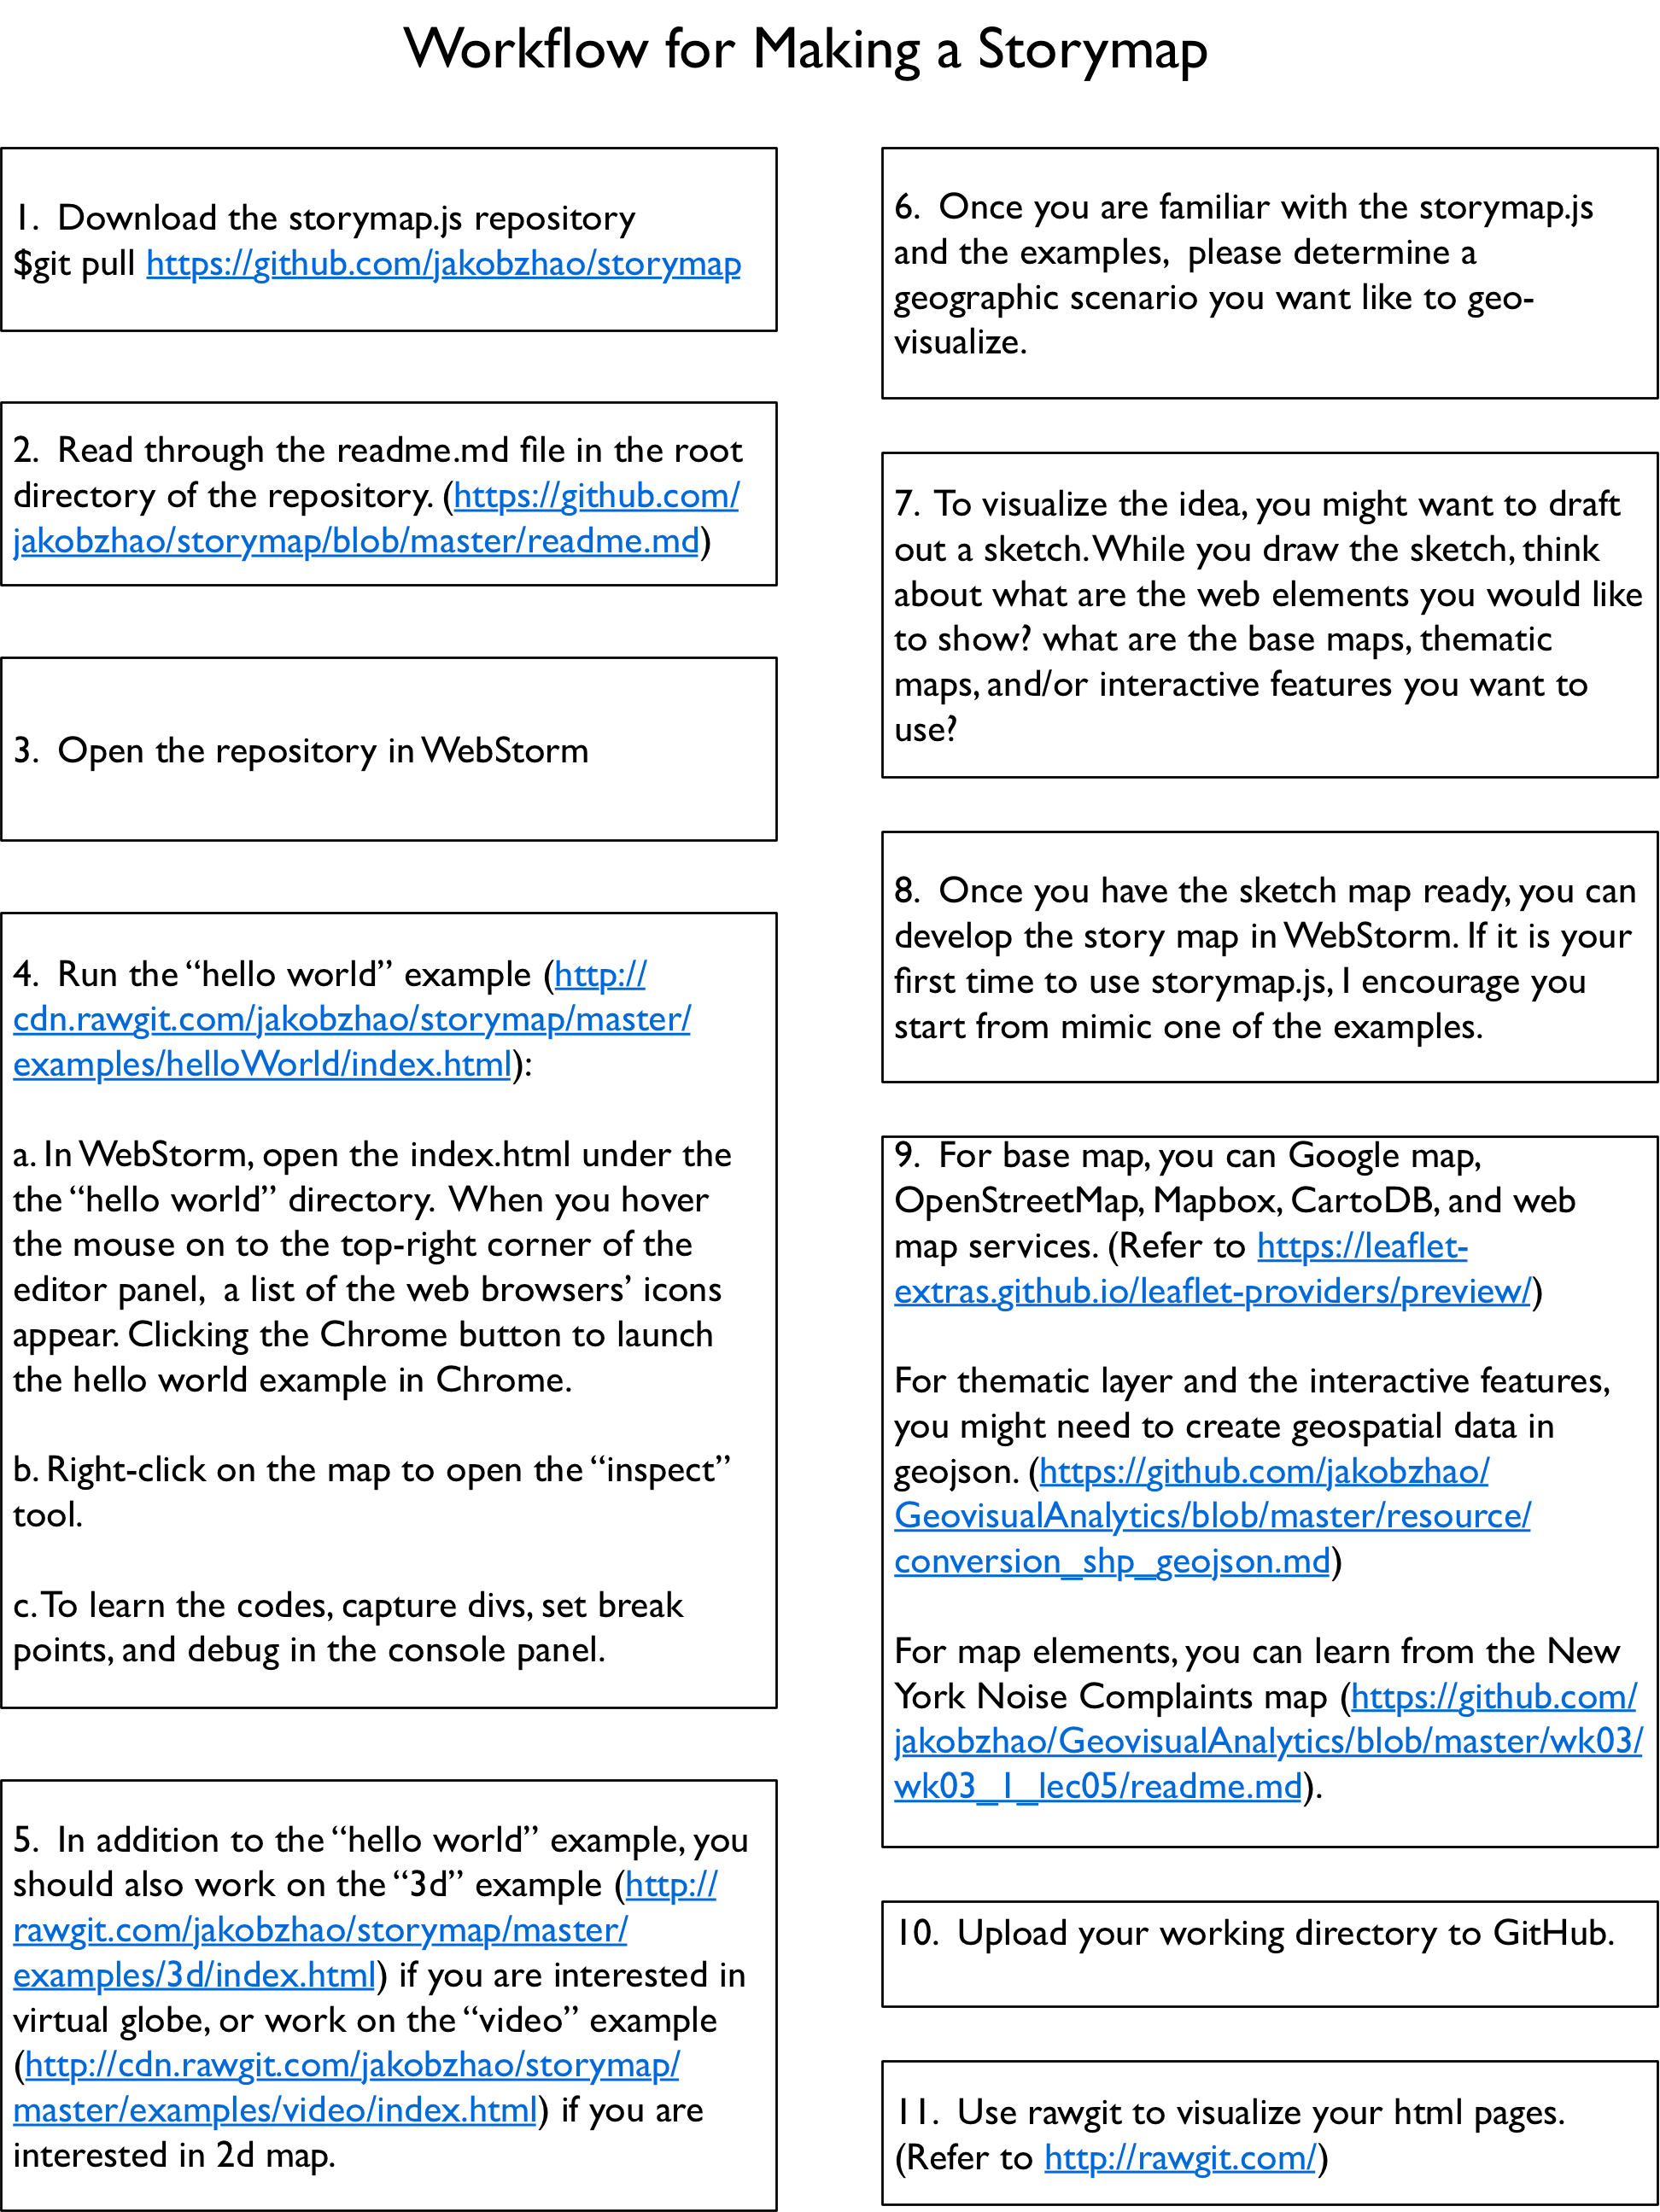 Workflow for Making a Storymap
1. Download the storymap.js repository
$git pull https://github.com/jakobzhao/storymap
2. Read through the readme.md file in the root
directory of the repository. (https://github.com/
jakobzhao/storymap/blob/master/readme.md)
3. Open the repository in WebStorm
4. Run the “hello world” example (http://
cdn.rawgit.com/jakobzhao/storymap/master/
examples/helloWorld/index.html):
a. In WebStorm, open the index.html under the
the “hello world” directory. When you hover
the mouse on to the top-right corner of the
editor panel, a list of the web browsers’ icons
appear. Clicking the Chrome button to launch
the hello world example in Chrome.
b. Right-click on the map to open the “inspect”
tool.
c. To learn the codes, capture divs, set break
points, and debug in the console panel.
5. In addition to the “hello world” example, you
should also work on the “3d” example (http://
rawgit.com/jakobzhao/storymap/master/
examples/3d/index.html) if you are interested in
virtual globe, or work on the “video” example
(http://cdn.rawgit.com/jakobzhao/storymap/
master/examples/video/index.html) if you are
interested in 2d map.
6. Once you are familiar with the storymap.js
and the examples, please determine a
geographic scenario you want like to geo-
visualize.
7. To visualize the idea, you might want to draft
out a sketch. While you draw the sketch, think
about what are the web elements you would like
to show? what are the base maps, thematic
maps, and/or interactive features you want to
use?
8. Once you have the sketch map ready, you can
develop the story map in WebStorm. If it is your
first time to use storymap.js, I encourage you
start from mimic one of the examples.
9. For base map, you can Google map,
OpenStreetMap, Mapbox, CartoDB, and web
map services. (Refer to https://leaflet-
extras.github.io/leaflet-providers/preview/)
For thematic layer and the interactive features,
you might need to create geospatial data in
geojson. (https://github.com/jakobzhao/
GeovisualAnalytics/blob/master/resource/
conversion_shp_geojson.md)
For map elements, you can learn from the New
York Noise Complaints map (https://github.com/
jakobzhao/GeovisualAnalytics/blob/master/wk03/
wk03_1_lec05/readme.md).
10. Upload your working directory to GitHub.
11. Use rawgit to visualize your html pages.
(Refer to http://rawgit.com/)